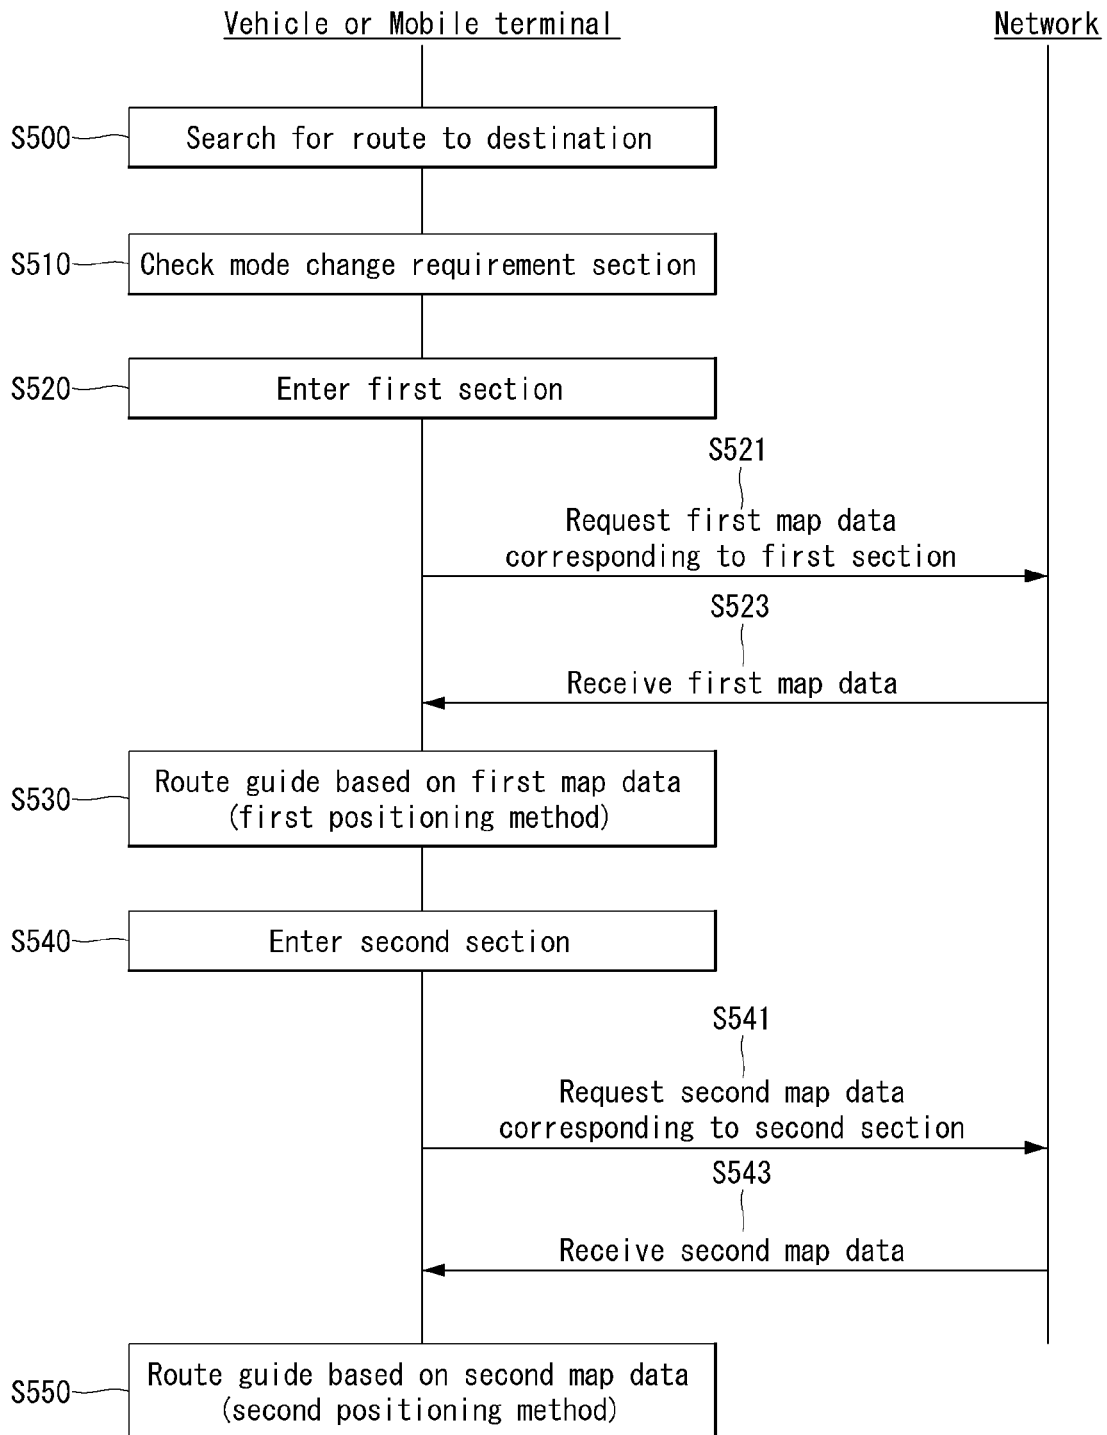 Vehicle or Mobile terminal
Network
S500
Search for route to destination
S510
Check mode change requirement section
S520
Enter first section
S521
Request first map data
corresponding to first section
S523
Receive first map data
S530
Route guide based on first map data
(first positioning method)
S540
Enter second section
S541
Request second map data
corresponding to second section
S543
Receive second map data
S550
Route guide based on second map data
(second positioning method)